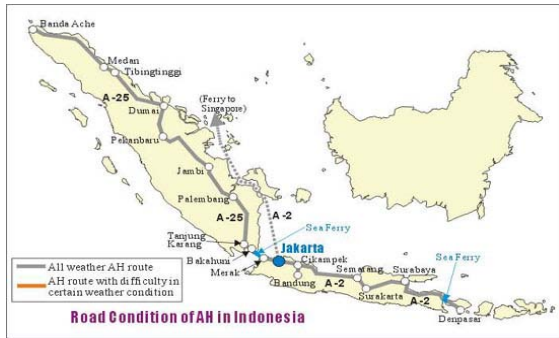 Banda Ache
Medan
Tibingtinggi
A-25
Dumai
(Ferry to
Singapore)
Pekanbaru
Jambi
Palembang
A-25
A-2
Tanjung
Karang
Sea Ferry
Bakahuni
Jakarta
Merak
Cikampek
Bandung
A-2
Semarang
Surabaya
Surakarta
A-2
Sea Ferry
Denpasar
All weather AH route
AH route with difficulty in
certain weather condition
Road Condition of AH in Indonesia